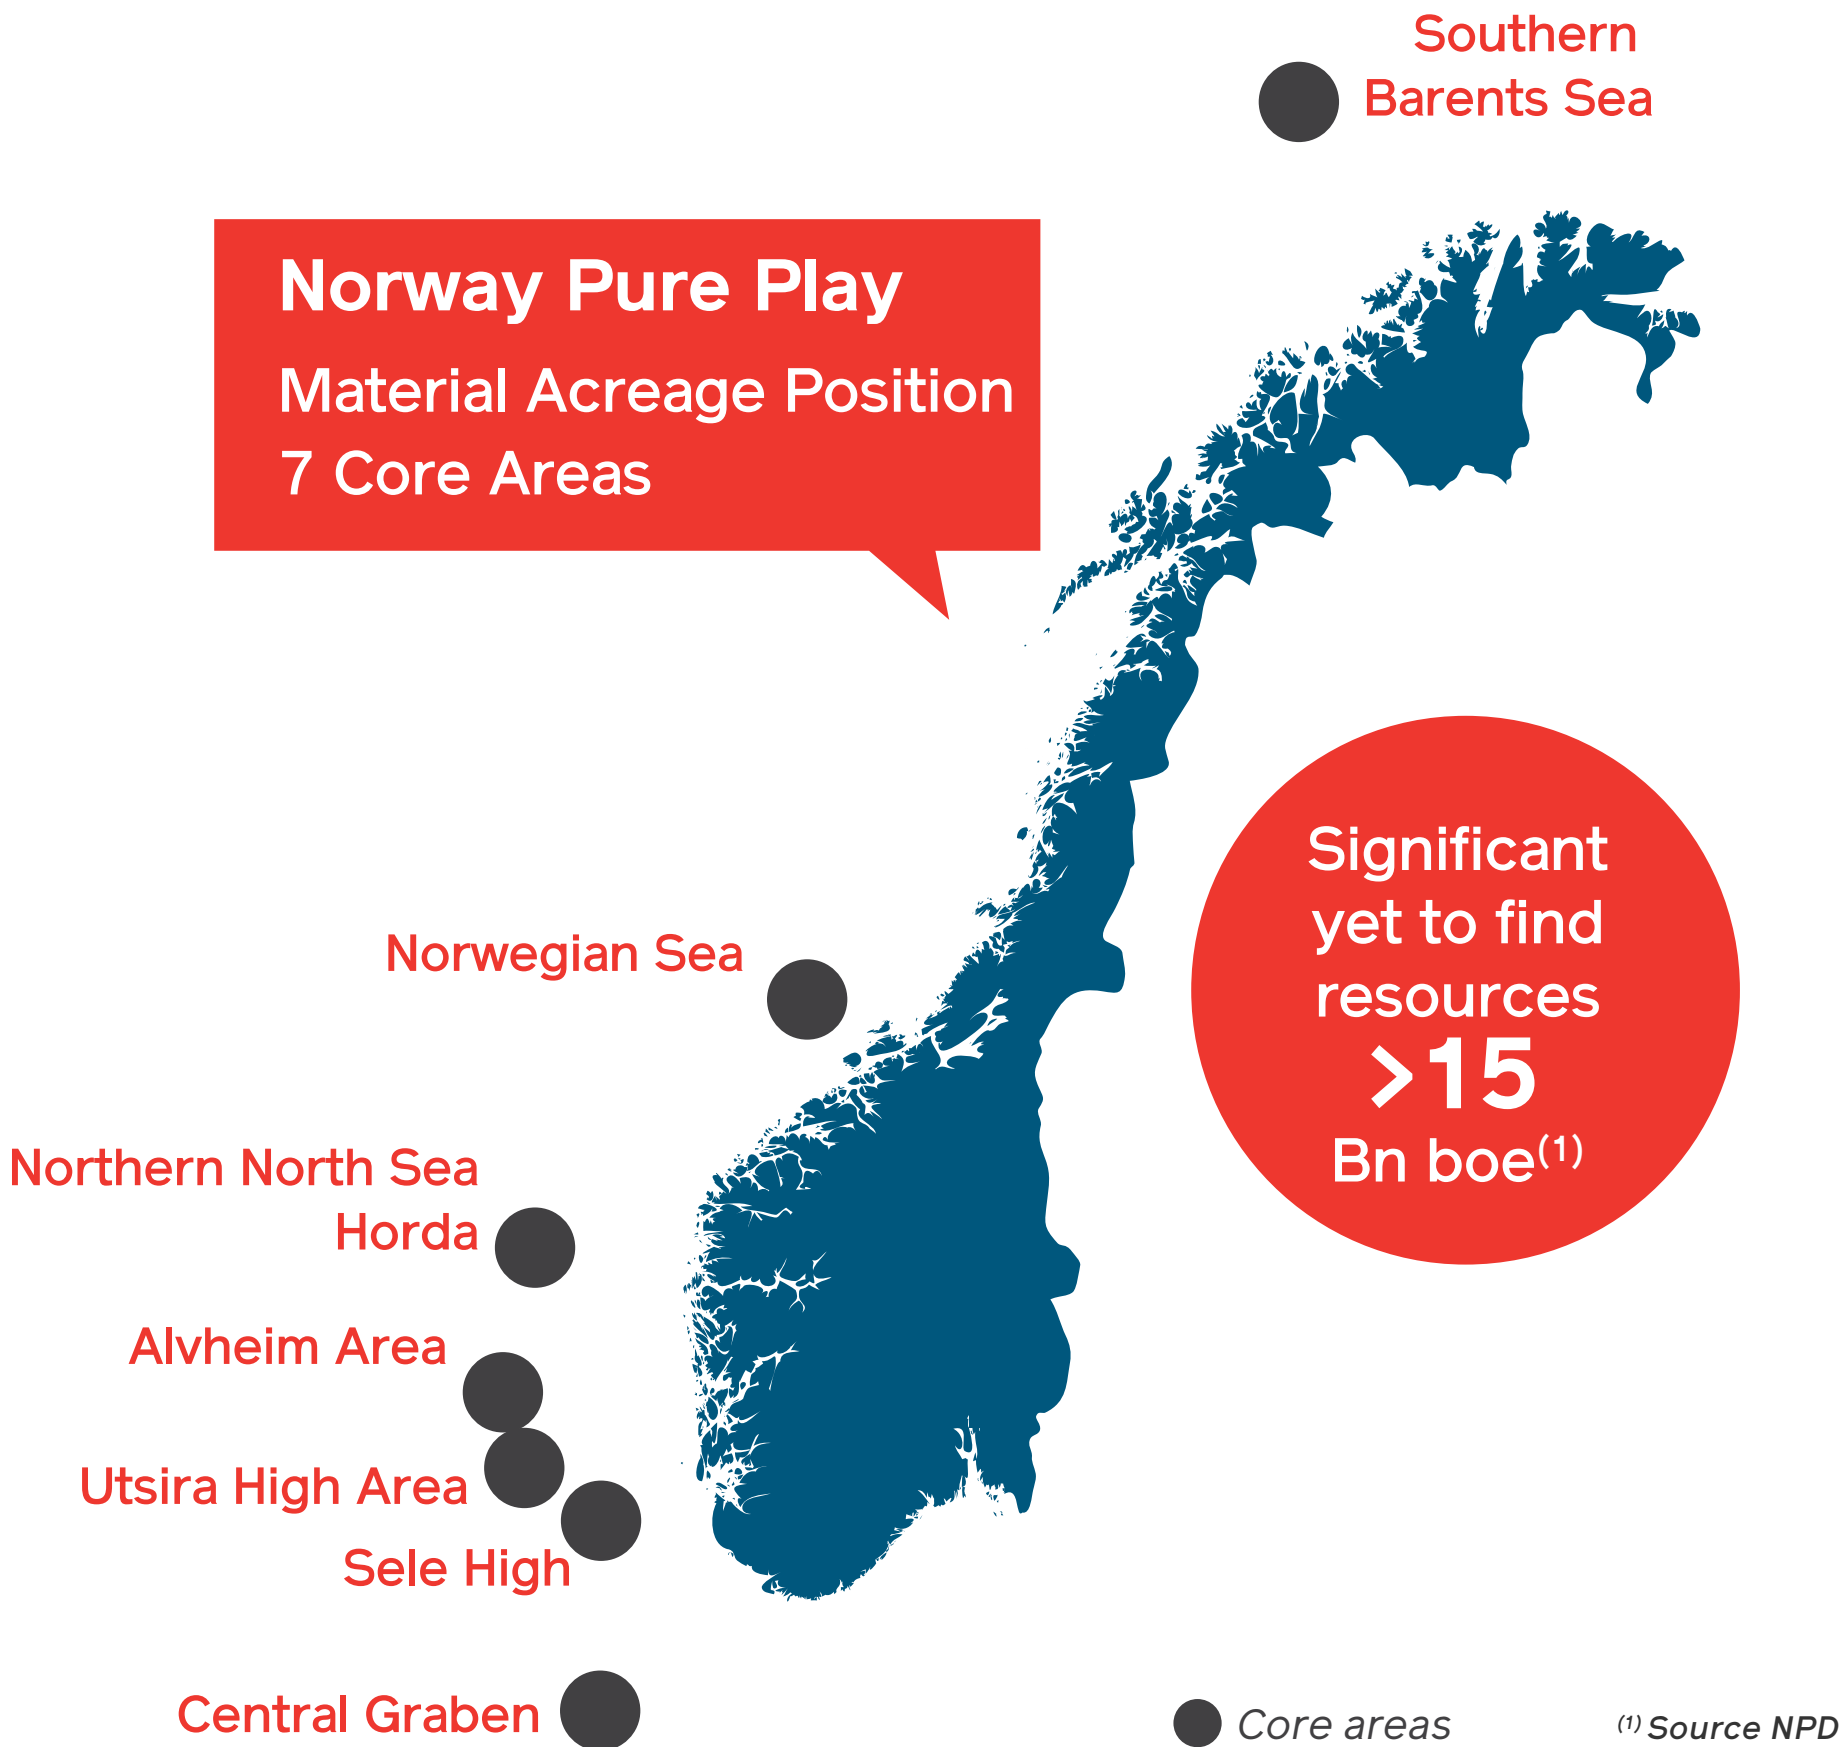 Southern
Barents Sea
Norway Pure Play
Material Acreage Position
7 Core Areas
Significant
yet to find
resources
>15
Bn boe(1)
Norwegian Sea
Northern North Sea
Horda
Alvheim Area
Utsira High Area
Sele High
Central Graben
Core areas
(1) Source NPD